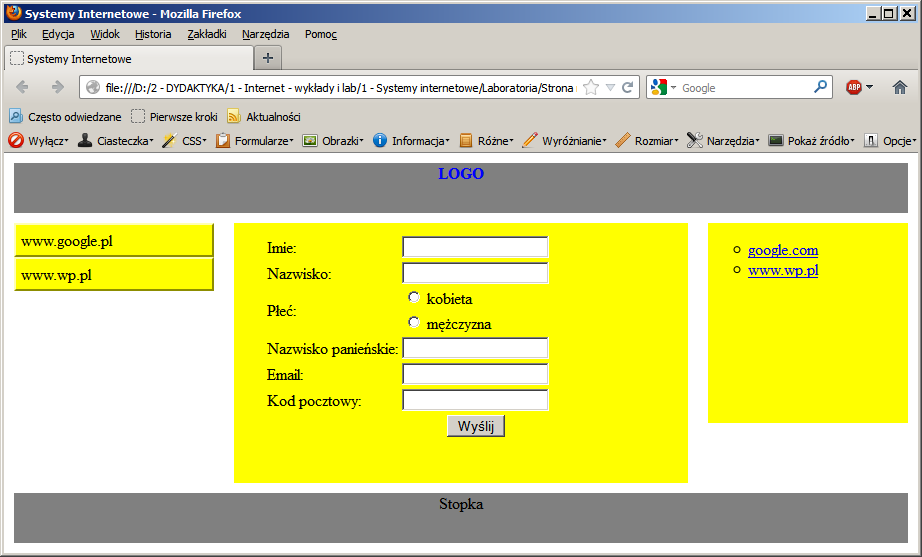 Systemy Internetowe - Mozilla Firefox
Plik Edycja Widok Historia Zakładki Narzędzia Pomoc
Systemy Internetowe
file:///D:/2 - DYDAKTYKA/1 - Internet - wykłady i lab/1 - Systemy internetowe/Laboratoria/Strona Google ABP
Często odwiedzane Pierwsze kroki Aktualności
Wyłącz Ciasteczka CSS Formularze Obrazki Informacja Różne Wyróżnianie Rozmiar Narzędzia Pokaż źródło Opcje
LOGO
www.google.pl
www.wp.pl
Imie:
Nazwisko:
Płeć:
kobieta
mężczyzna
Nazwisko panieńskie:
Email:
Kod pocztowy:
Wyślij
google.com
www.wp.pl
Stopka